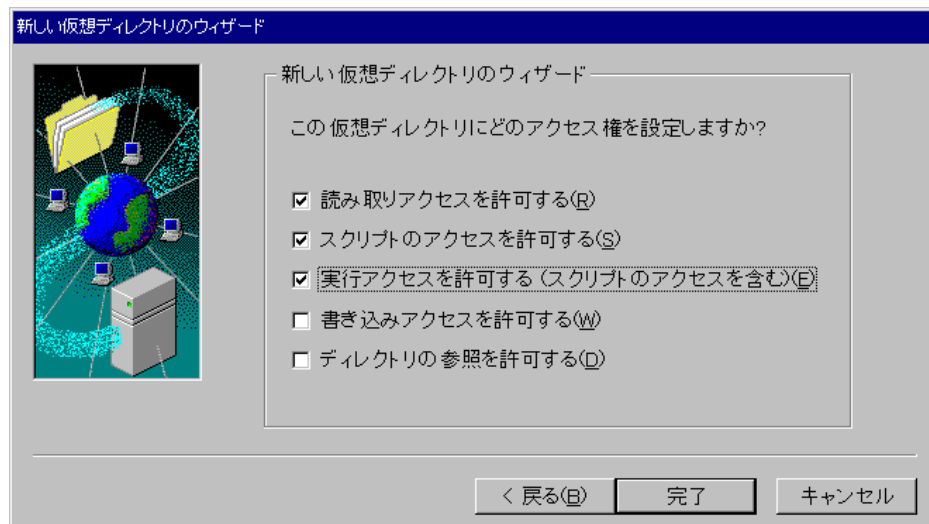 新しい仮想ディレクトリのウィザード
新しい仮想ディレクトリのウィザード
この仮想ディレクトリにどのアクセス権を設定しますか?
読み取りアクセスを許可する(R)
スクリプトのアクセスを許可する(S)
実行アクセスを許可する (スクリプトのアクセスを含む)(E)
書き込みアクセスを許可する(W)
ディレクトリの参照を許可する(D)
< 戻る(B) 完了 キャンセル